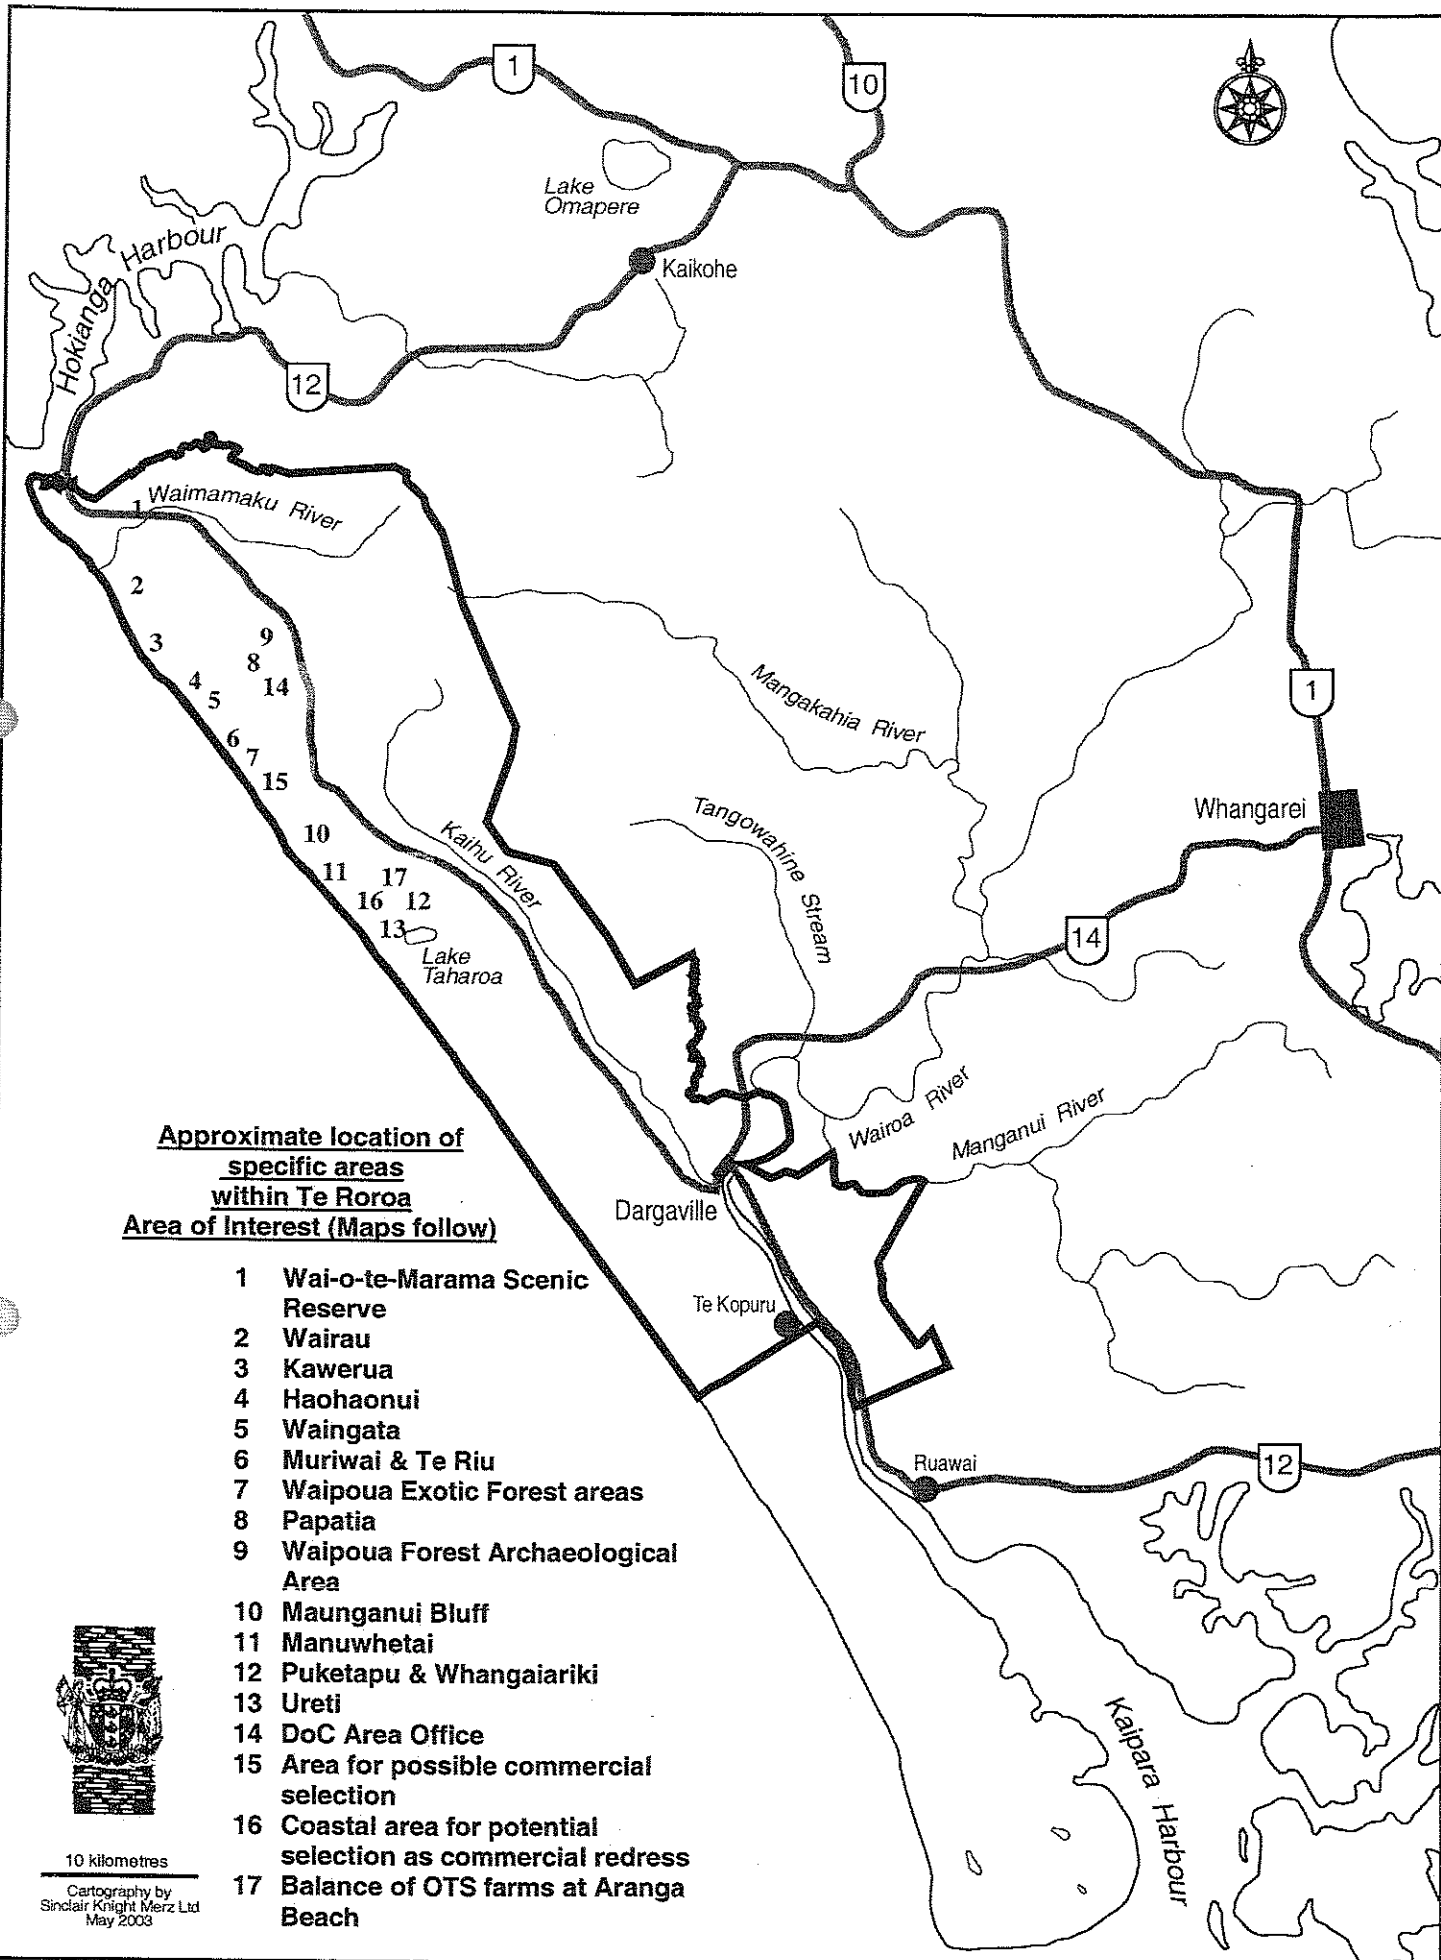 1
10
Lake
Omapere
Kaikohe
Hokianga Harbour
12
1
Waimamaku River
2
3
9
8
14
4
5
6
7
15
Mangakahia River
1
Whangarei
10
11
17
16
12
13
Lake
Taharoa
Kaihu River
Tangowahine Stream
14
Wairoa River
Manganui River
Dargaville
Te Kopuru
Ruawai
12
Kaipara Harbour
Approximate location of
specific areas
within Te Roroa
Area of Interest (Maps follow)
1 Wai-o-te-Marama Scenic
Reserve
2 Wairau
3 Kawerua
4 Haohaonui
5 Waingata
6 Muriwai & Te Riu
7 Waipoua Exotic Forest areas
8 Papatia
9 Waipoua Forest Archaeological
Area
10 Maunganui Bluff
11 Manuwhetai
12 Puketapu & Whangaiariki
13 Ureti
14 DoC Area Office
15 Area for possible commercial
selection
16 Coastal area for potential
selection as commercial redress
17 Balance of OTS farms at Aranga
Beach
10 kilometres
Cartography by
Sinclair Knight Merz Ltd
May 2003